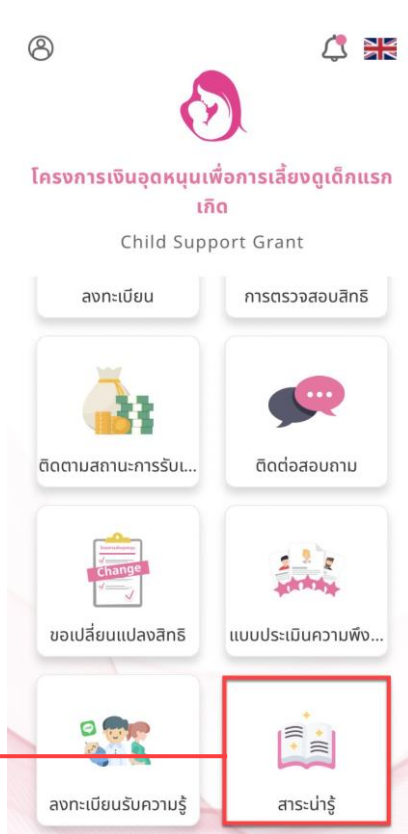 โครงการเงินอุดหนุนเพื่อการเลี้ยงดูเด็กแรก
เกิด
Child Support Grant
ลงทะเบียน
การตรวจสอบสิทธิ
ติดตามสถานะการรับเ...
ติดต่อสอบถาม
Change
ขอเปลี่ยนแปลงสิทธิ
แบบประเมินความพึง...
ลงทะเบียนรับความรู้
สาระน่ารู้